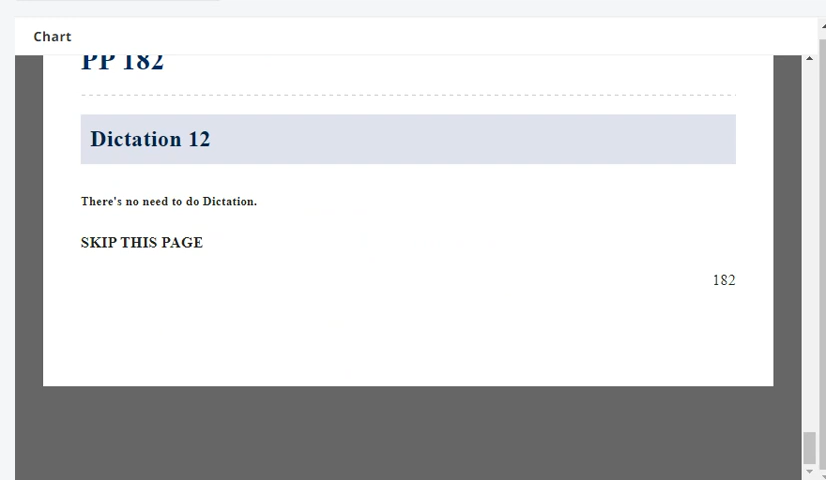 Chart
PP 182
Dictation 12
There's no need to do Dictation.
SKIP THIS PAGE
182